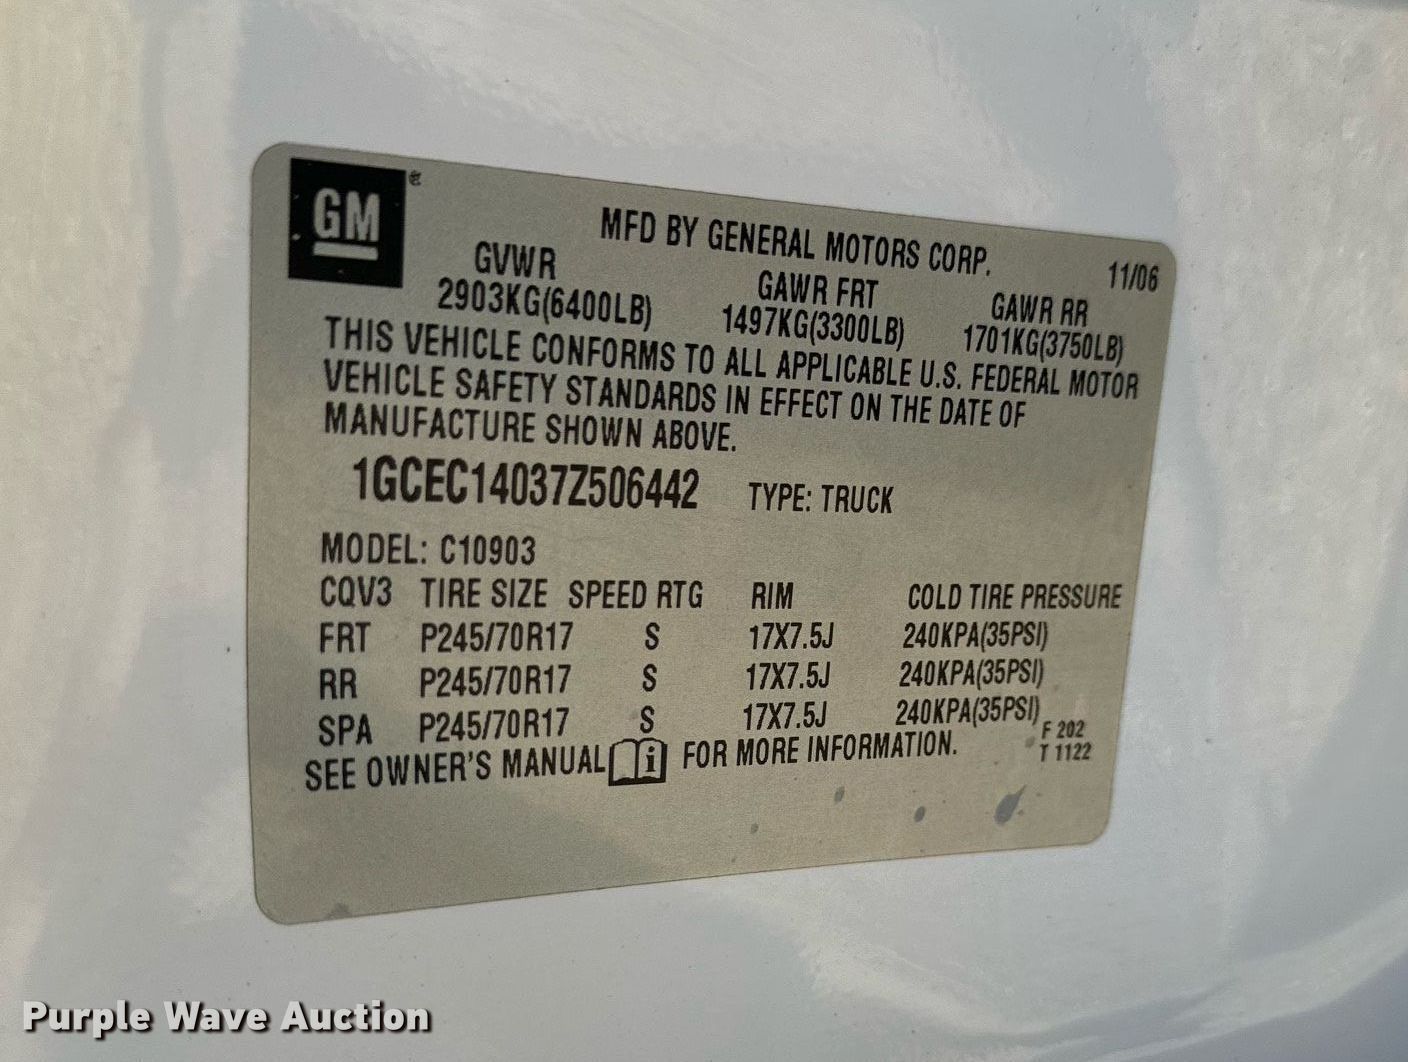 GM
MFD BY GENERAL MOTORS CORP.
11/06
GVWR GAWR FRT GAWR RR
2903KG(6400LB) 1497KG(3300LB) 1701KG(3750LB)
THIS VEHICLE CONFORMS TO ALL APPLICABLE U.S. FEDERAL MOTOR
VEHICLE SAFETY STANDARDS IN EFFECT ON THE DATE OF
MANUFACTURE SHOWN ABOVE.
1GCEC14037Z506442 TYPE: TRUCK
MODEL: C10903
CQV3 TIRE SIZE SPEED RTG RIM COLD TIRE PRESSURE
FRT P245/70R17 S 17X7.5J 240KPA(35PSI)
RR P245/70R17 S 17X7.5J 240KPA(35PSI)
SPA P245/70R17 S 17X7.5J 240KPA(35PSI)
SEE OWNER'S MANUAL i FOR MORE INFORMATION.
F 202
T 1122
Purple Wave Auction